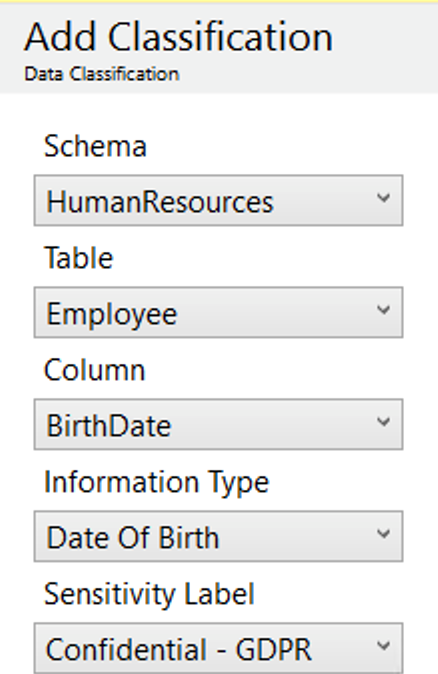 Add Classification
Data Classification
Schema
HumanResources
Table
Employee
Column
BirthDate
Information Type
Date Of Birth
Sensitivity Label
Confidential - GDPR